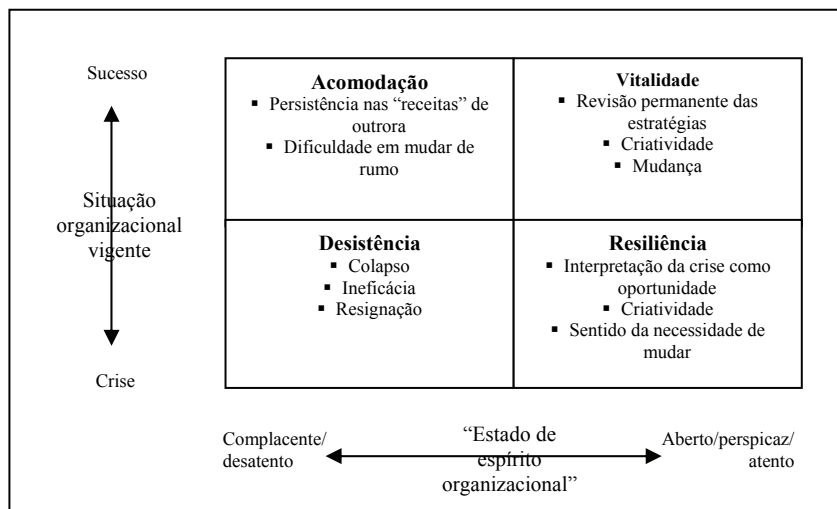 Sucesso
Situação
organizacional
vigente
Crise
Acomodação
▪ Persistência nas “receitas” de
outrora
▪ Dificuldade em mudar de
rumo
Vitalidade
▪ Revisão permanente das
estratégias
▪ Criatividade
▪ Mudança
Desistência
▪ Colapso
▪ Ineficácia
▪ Resignação
Resiliência
▪ Interpretação da crise como
oportunidade
▪ Criatividade
▪ Sentido da necessidade de
mudar
Complacente/
desatento
“Estado de
espírito
organizacional”
Aberto/perspicaz/
atento